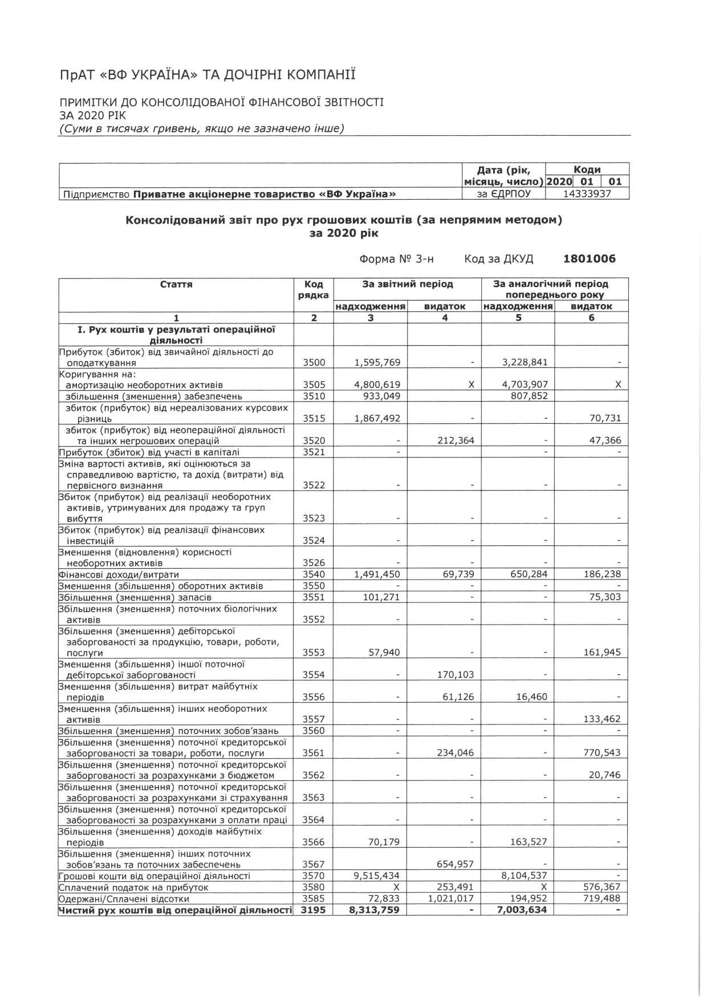 ПрАТ «ВФ УКРАЇНА» ТА ДОЧІРНІ КОМПАНІЇ
ПРИМІТКИ ДО КОНСОЛІДОВАНОЇ ФІНАНСОВОЇ ЗВІТНОСТІ
ЗА 2020 РІК
(Суми в тисячах гривень, якщо не зазначено інше)
Дата (рік, Коди
місяць, число) 2020 01 01
Підприємство Приватне акціонерне товариство «ВФ Україна» за ЄДРПОУ 14333937
Консолідований звіт про рух грошових коштів (за непрямим методом)
за 2020 рік
Форма № 3-н Код за ДКУД 1801006
Стаття Код За звітний період За аналогічний період
рядка попереднього року
надходження видаток надходження видаток
1 2 3 4 5 6
I. Рух коштів у результаті операційної
діяльності
Прибуток (збиток) від звичайної діяльності до
оподаткування 3500 1,595,769 - 3,228,841 -
Коригування на:
амортизацію необоротних активів 3505 4,800,619 X 4,703,907 X
збільшення (зменшення) забезпечень 3510 933,049 807,852
збиток (прибуток) від нереалізованих курсових
різниць 3515 1,867,492 - - 70,731
збиток (прибуток) від неопераційної діяльності
та інших негрошових операцій 3520 - 212,364 - 47,366
Прибуток (збиток) від участі в капіталі 3521 - - -
Зміна вартості активів, які оцінюються за
справедливою вартістю, та дохід (витрати) від
первісного визнання 3522 - - - -
Збиток (прибуток) від реалізації необоротних
активів, утримуваних для продажу та груп
вибуття 3523 - - - -
Збиток (прибуток) від реалізації фінансових
інвестицій 3524 - - - -
Зменшення (відновлення) корисності
необоротних активів 3526 - - - -
Фінансові доходи/витрати 3540 1,491,450 69,739 650,284 186,238
Зменшення (збільшення) оборотних активів 3550 - - - -
Збільшення (зменшення) запасів 3551 101,271 - - 75,303
Збільшення (зменшення) поточних біологічних
активів 3552 - - - -
Збільшення (зменшення) дебіторської
заборгованості за продукцію, товари, роботи,
послуги 3553 57,940 - - 161,945
Зменшення (збільшення) іншої поточної
дебіторської заборгованості 3554 - 170,103 - -
Зменшення (збільшення) витрат майбутніх
періодів 3556 - 61,126 16,460 -
Зменшення (збільшення) інших необоротних
активів 3557 - - - 133,462
Збільшення (зменшення) поточних зобов'язань 3560 - - - -
Збільшення (зменшення) поточної кредиторської
заборгованості за товари, роботи, послуги 3561 - 234,046 - 770,543
Збільшення (зменшення) поточної кредиторської
заборгованості за розрахунками з бюджетом 3562 - - - 20,746
Збільшення (зменшення) поточної кредиторської
заборгованості за розрахунками зі страхування 3563 - - - -
Збільшення (зменшення) поточної кредиторської
заборгованості за розрахунками з оплати праці 3564 - - - -
Збільшення (зменшення) доходів майбутніх
періодів 3566 70,179 - 163,527 -
Збільшення (зменшення) інших поточних
зобов'язань та поточних забезпечень 3567 654,957 - -
Грошові кошти від операційної діяльності 3570 9,515,434 8,104,537 -
Сплачений податок на прибуток 3580 X 253,491 X 576,367
Одержані/Сплачені відсотки 3585 72,833 1,021,017 194,952 719,488
Чистий рух коштів від операційної діяльності 3195 8,313,759 - 7,003,634 -